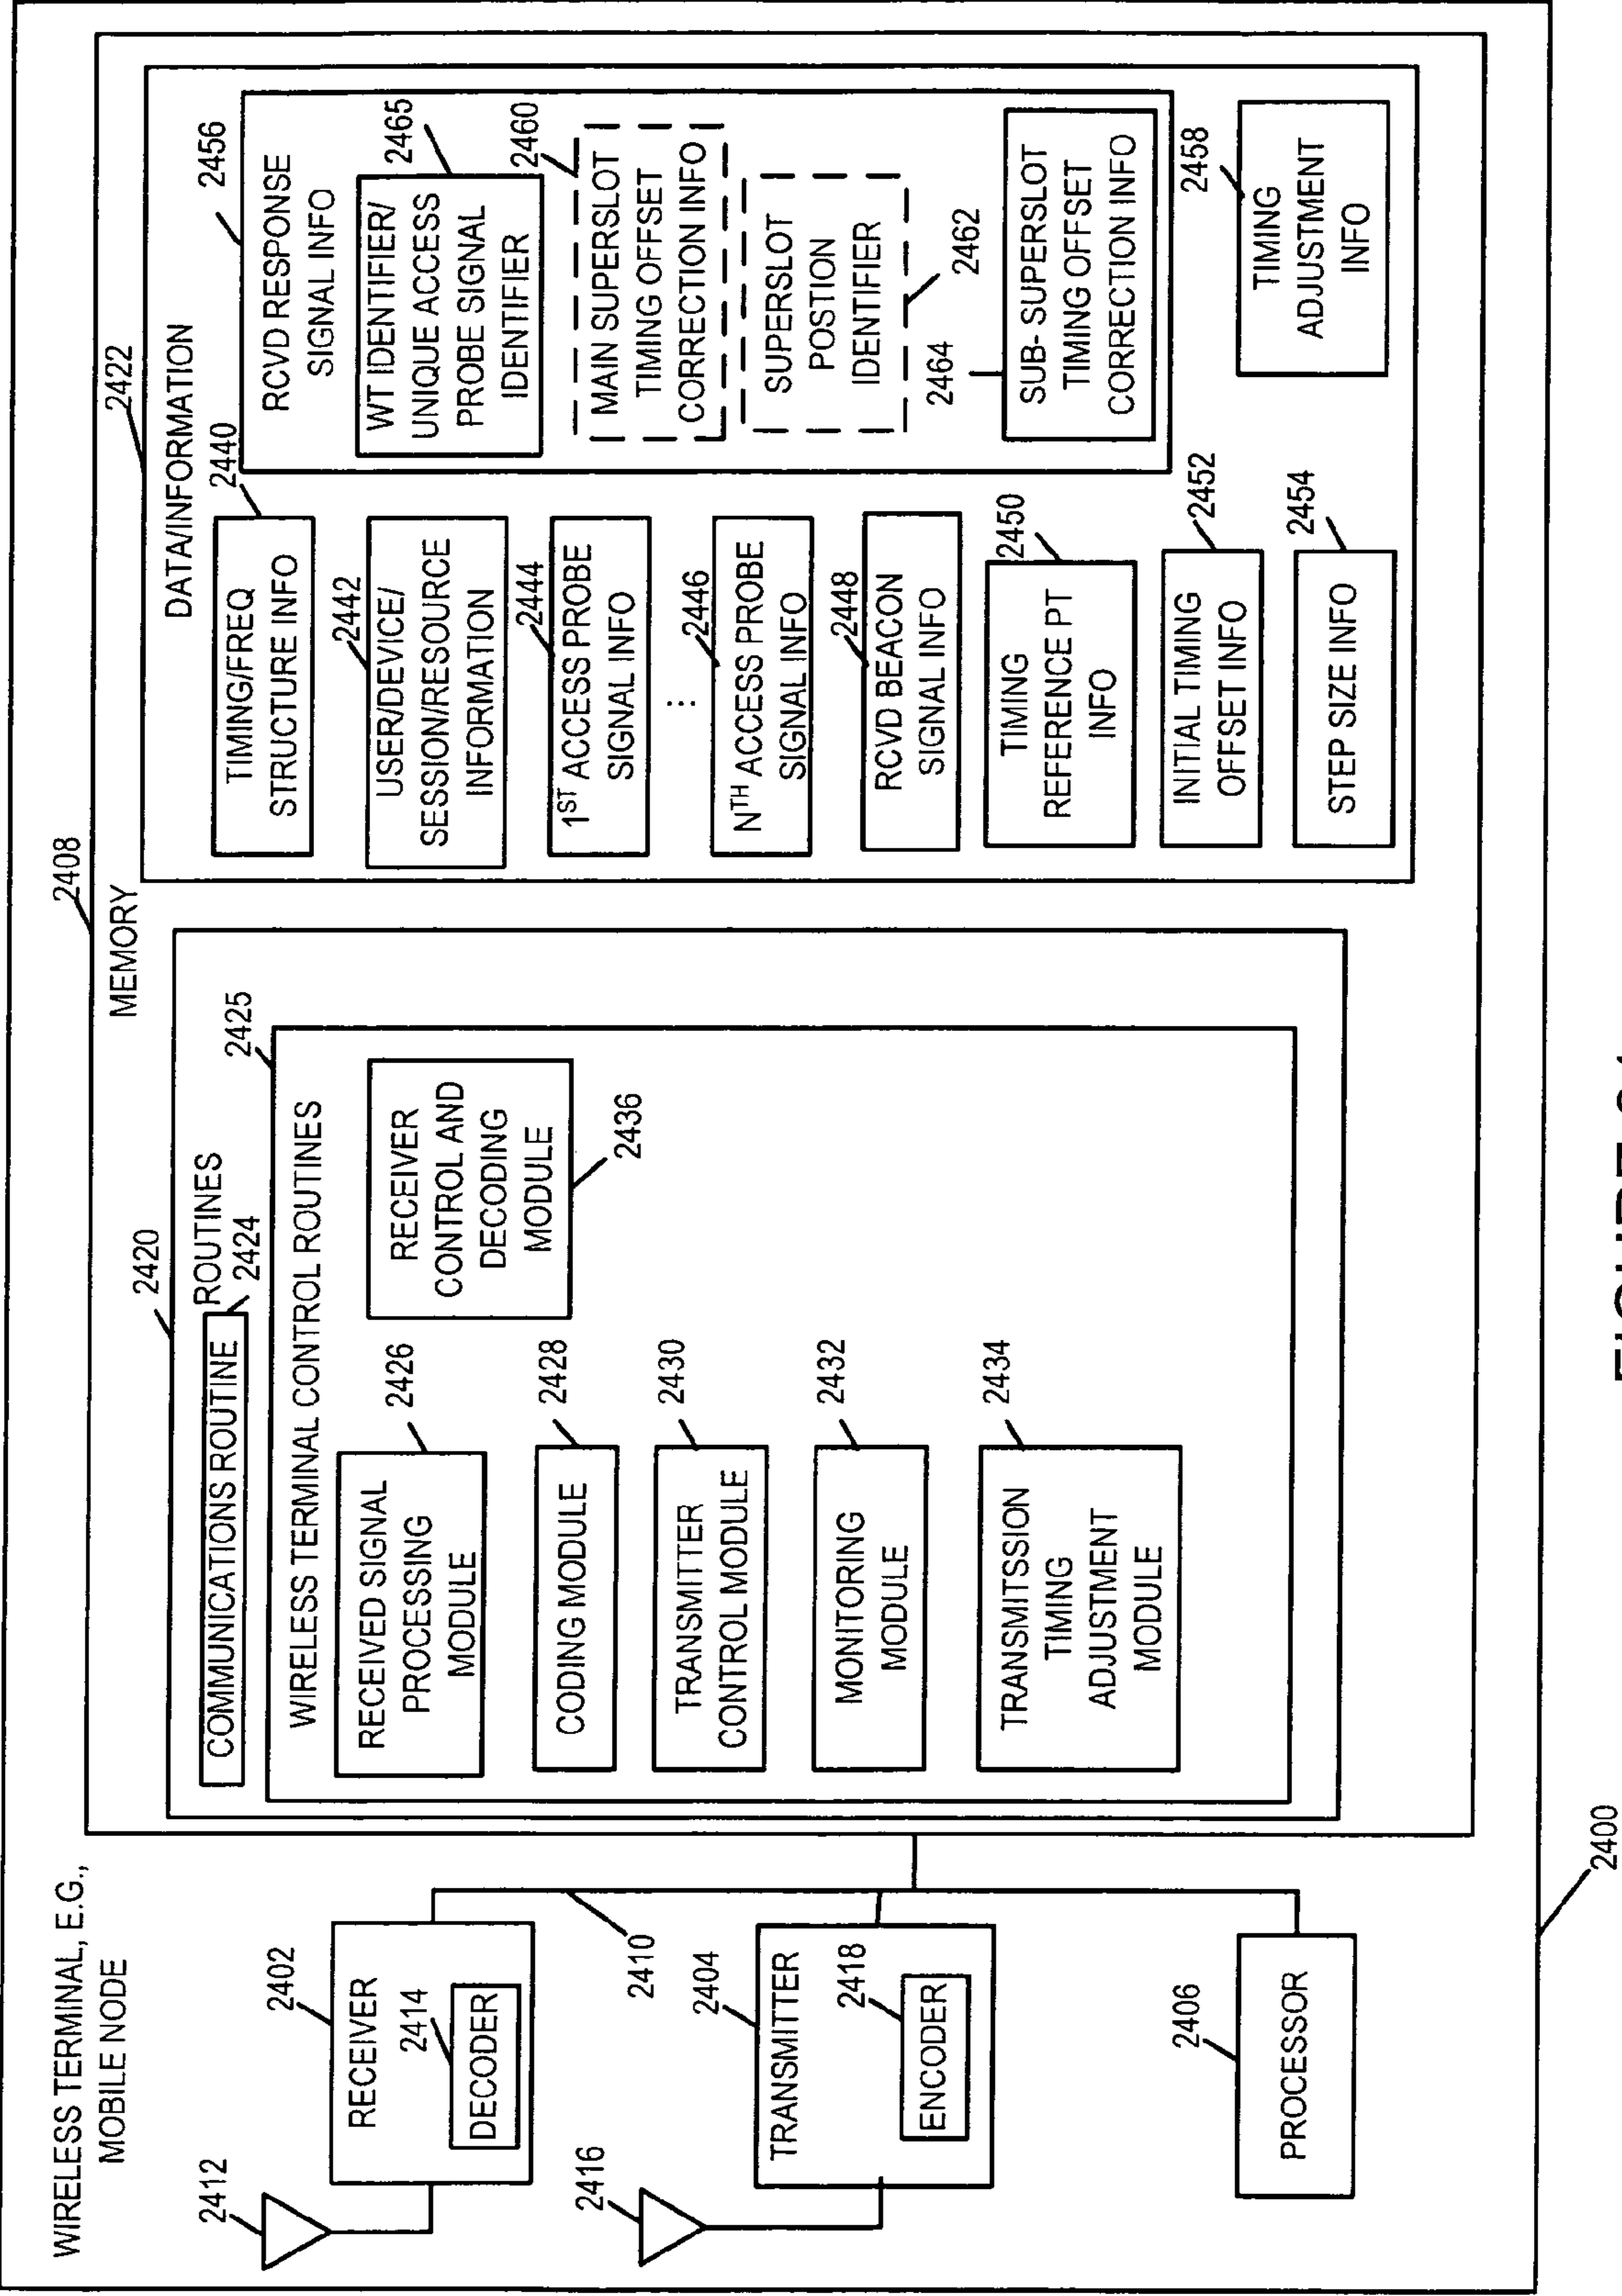 WIRELESS TERMINAL, E.G.,
MOBILE NODE
2412
2402
RECEIVER
2414
DECODER
2410
2416
2404
TRANSMITTER
2418
ENCODER
2406
PROCESSOR
2400
2408
MEMORY
2420
ROUTINES
2424
COMMUNICATIONS ROUTINE
2425
WIRELESS TERMINAL CONTROL ROUTINES
2426
RECEIVED SIGNAL
PROCESSING
MODULE
2428
CODING MODULE
2430
TRANSMITTER
CONTROL MODULE
2432
MONITORING
MODULE
2434
TRANSMITSSION
TIMING
ADJUSTMENT
MODULE
RECEIVER
CONTROL AND
DECODING
MODULE
2436
2422
DATA/INFORMATION
2440
TIMING/FREQ
STRUCTURE INFO
2442
USER/DEVICE/
SESSION/RESOURCE
INFORMATION
2444
1ST ACCESS PROBE
SIGNAL INFO
...
2446
NTH ACCESS PROBE
SIGNAL INFO
2448
RCVD BEACON
SIGNAL INFO
2450
TIMING
REFERENCE PT
INFO
2452
INITIAL TIMING
OFFSET INFO
2454
STEP SIZE INFO
2456
RCVD RESPONSE
SIGNAL INFO
2465
WT IDENTIFIER/
UNIQUE ACCESS
PROBE SIGNAL
IDENTIFIER
2460
MAIN SUPERSLOT
TIMING OFFSET
CORRECTION INFO
SUPERSLOT
POSTION
IDENTIFIER
2462
2464
SUB- SUPERSLOT
TIMING OFFSET
CORRECTION INFO
2458
TIMING
ADJUSTMENT
INFO